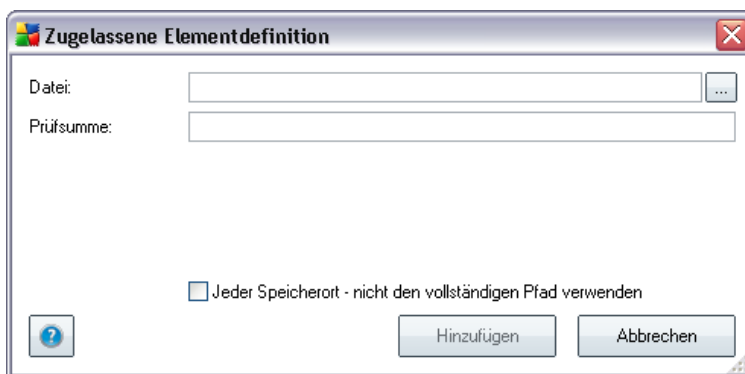 Zugelassene Elementdefinition
Datei:
...
Prüfsumme:
Jeder Speicherort - nicht den vollständigen Pfad verwenden
?
Hinzufügen
Abbrechen